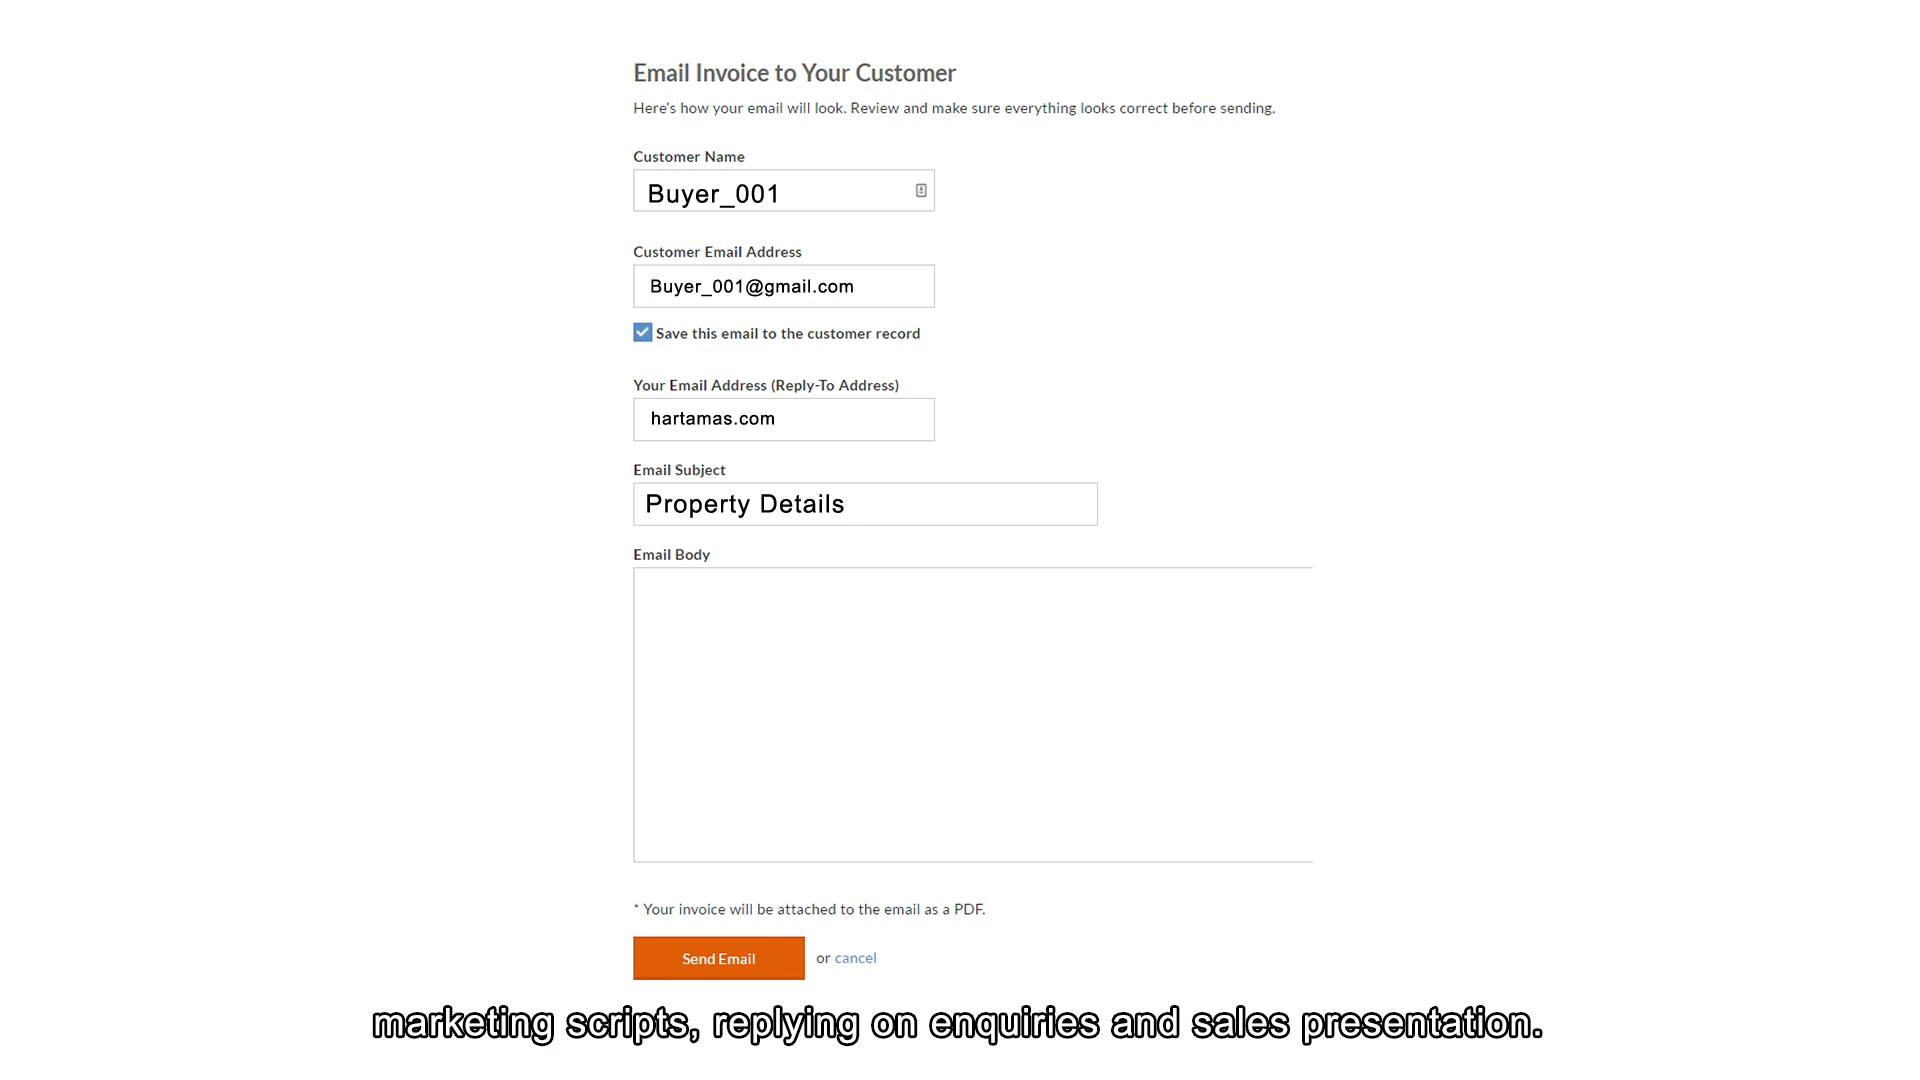 Email Invoice to Your Customer
Here's how your email will look. Review and make sure everything looks correct before sending.
Customer Name
Buyer_001
Customer Email Address
Buyer_001@gmail.com
Save this email to the customer record
Your Email Address (Reply-To Address)
hartamas.com
Email Subject
Property Details
Email Body
* Your invoice will be attached to the email as a PDF.
Send Email or cancel
marketing scripts, replying on enquiries and sales presentation.